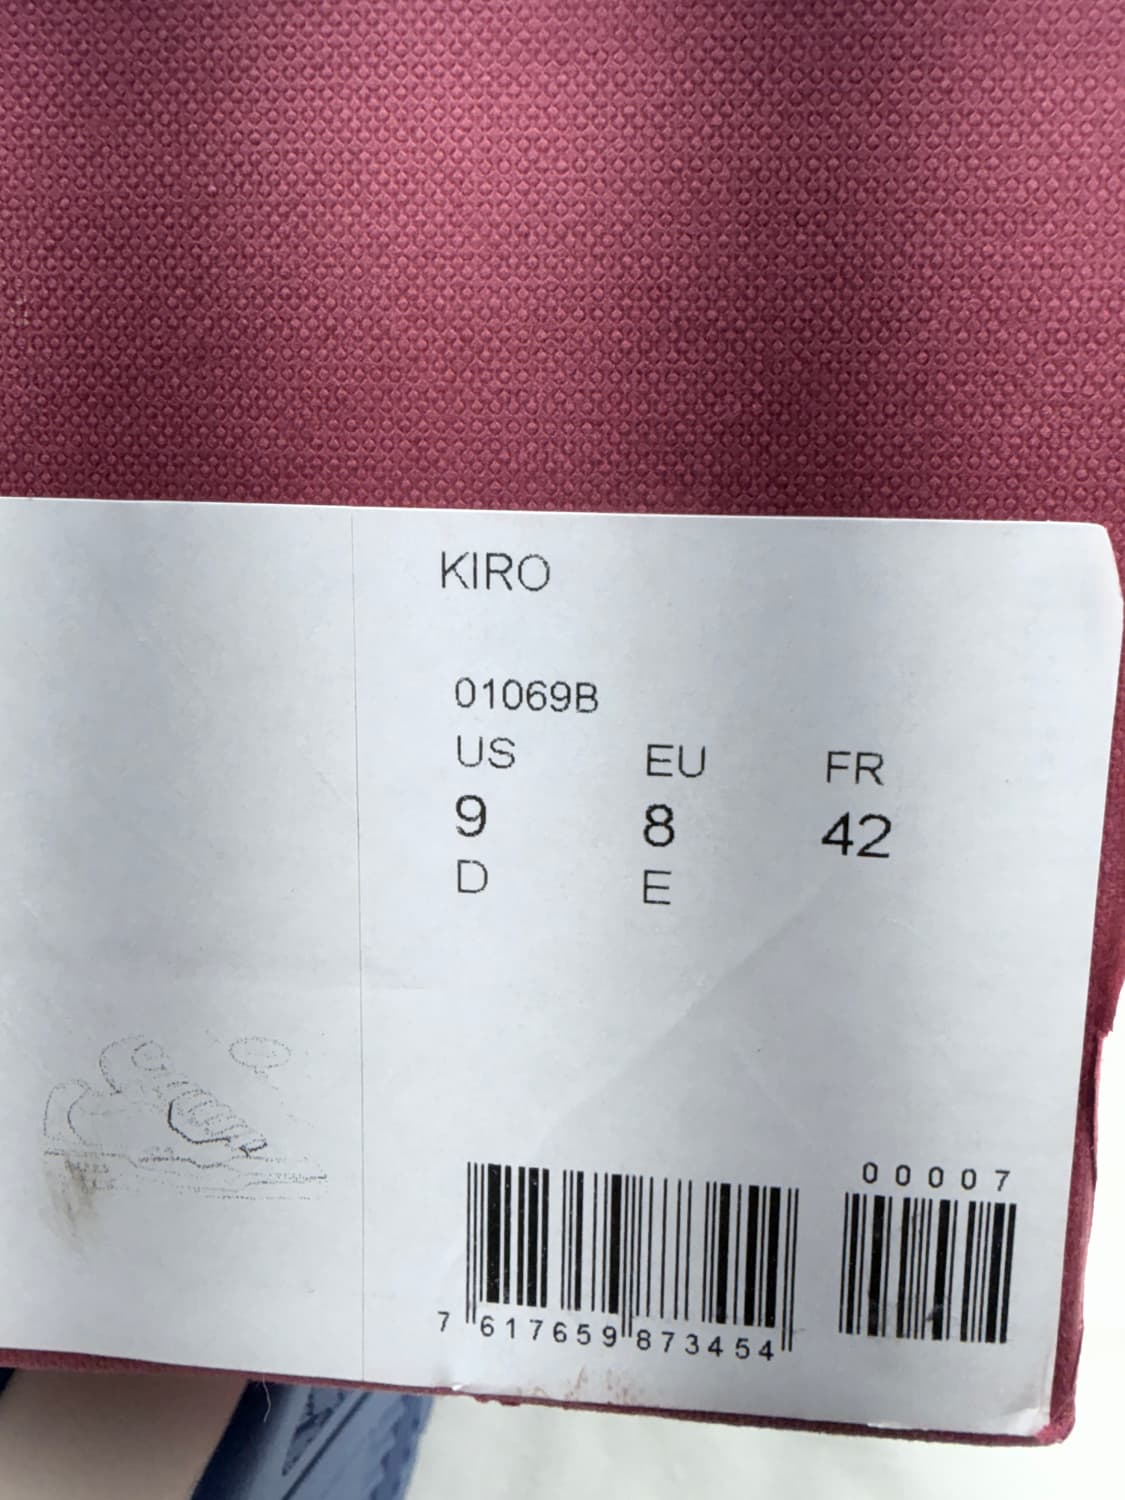 KIRO
01069B
US EU FR
9 8 42
D E
00007
7 617659 873454